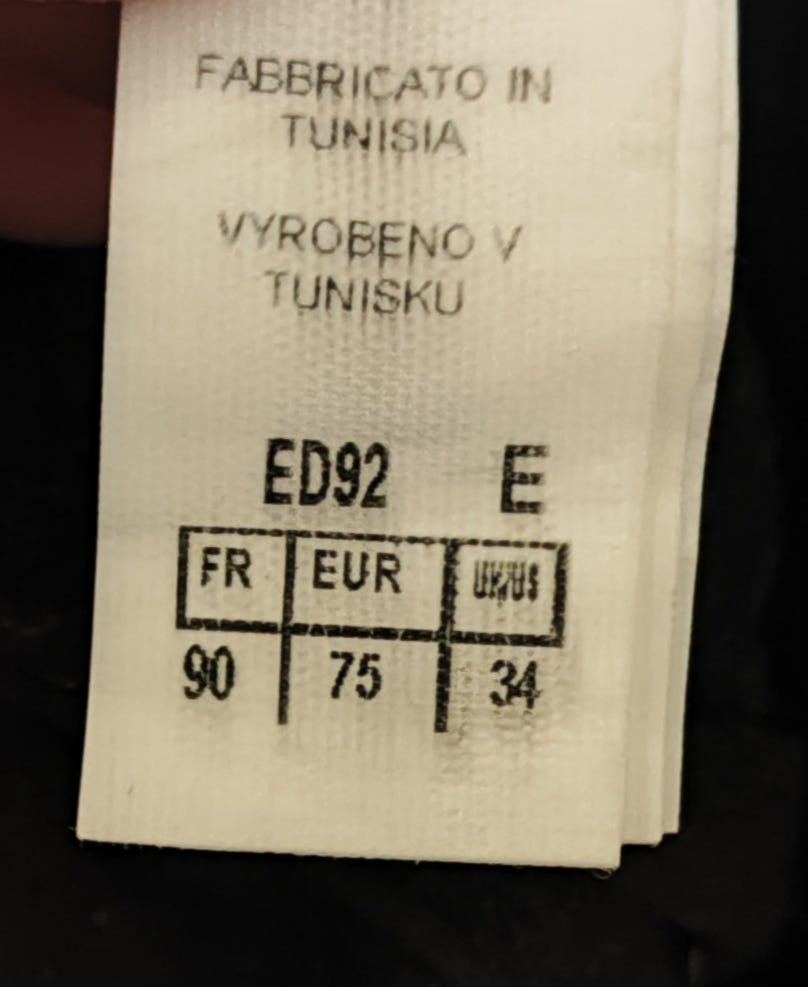 FABBRICATO IN
TUNISIA
VYROBENO V
TUNISKU
ED92 E
FR EUR UK/US
90 75 34